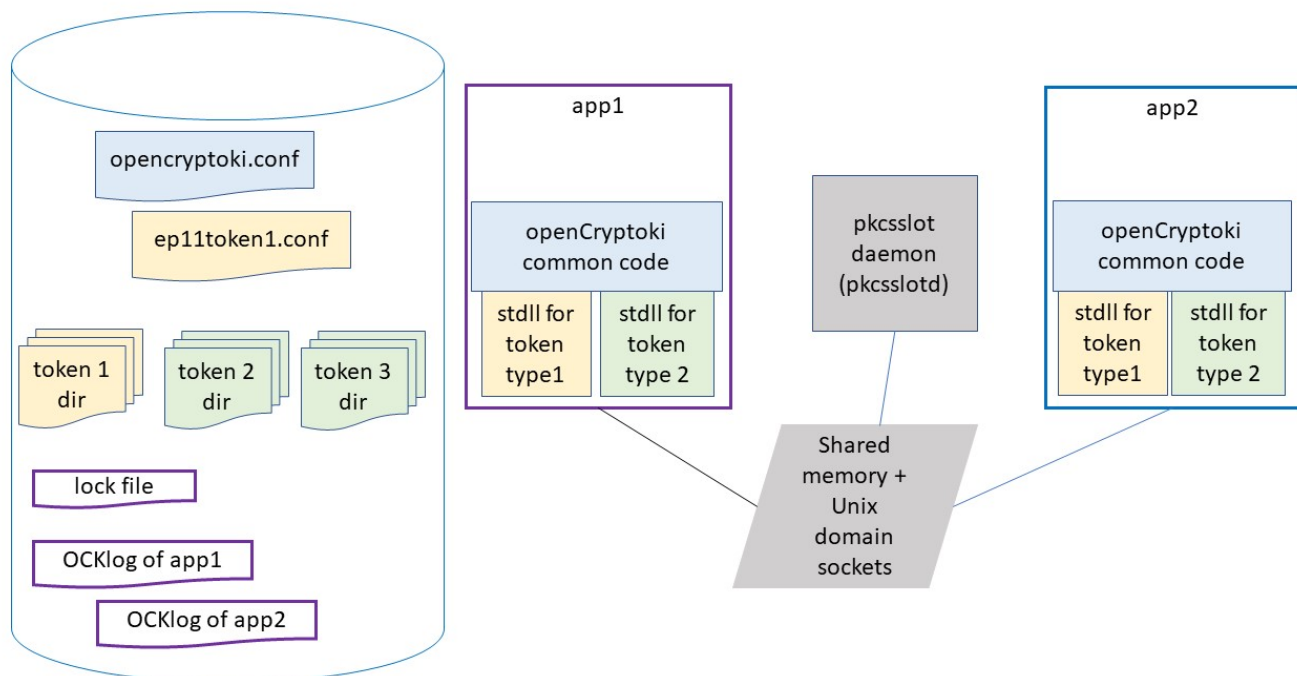 opencryptoki.conf
ep11token1.conf
token 1
dir
token 2
dir
token 3
dir
lock file
OCKlog of app1
OCKlog of app2
app1
openCryptoki
common code
stdll for
token
type1
stdll for
token
type 2
pkcsslot
daemon
(pkcsslotd)
Shared
memory +
Unix
domain
sockets
app2
openCryptoki
common code
stdll for
token
type1
stdll for
token
type 2